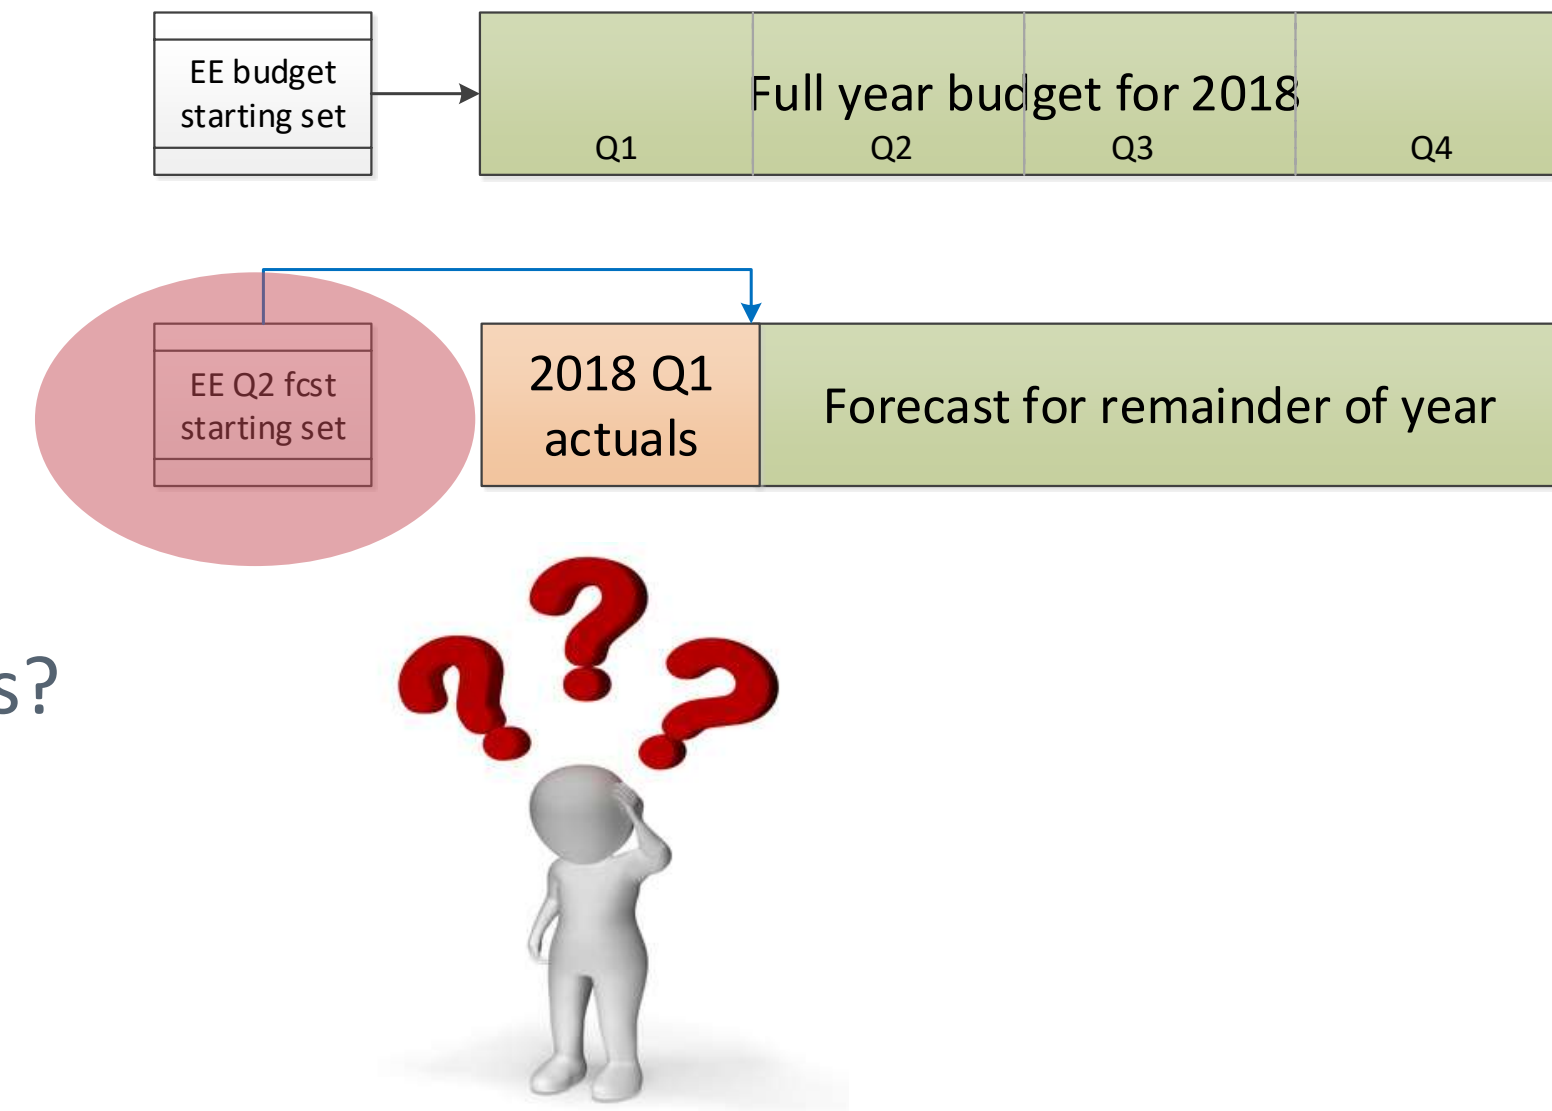 EE budget
starting set
Full year budget for 2018
Q1 Q2 Q3 Q4
EE Q2 fcst
starting set
2018 Q1
actuals
Forecast for remainder of year
s?